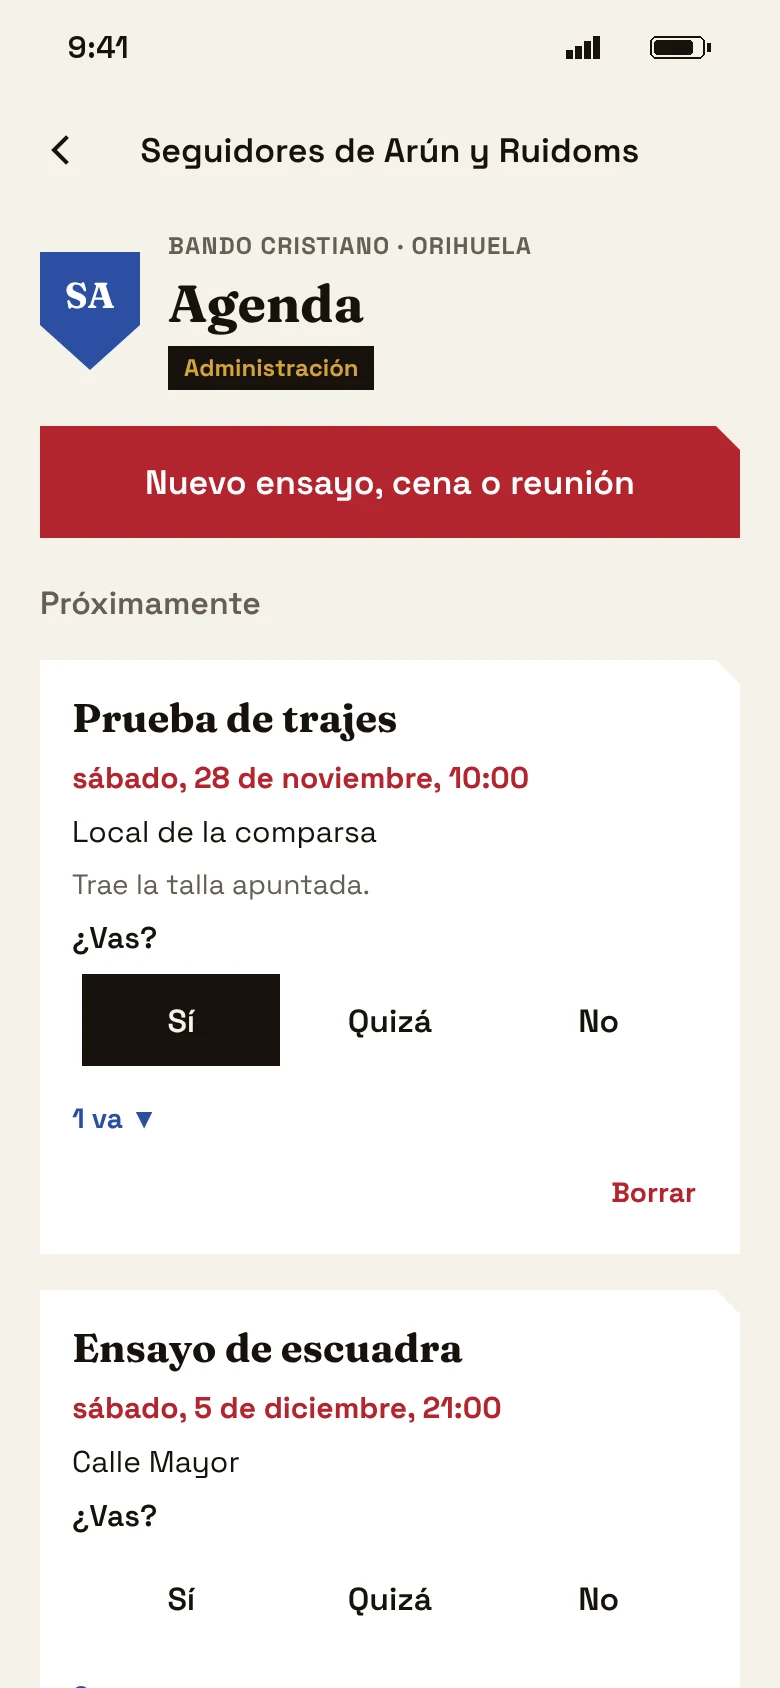 9:41
Seguidores de Arún y Ruidoms
BANDO CRISTIANO · ORIHUELA
SA
Agenda
Administración
Nuevo ensayo, cena o reunión
Próximamente
Prueba de trajes
sábado, 28 de noviembre, 10:00
Local de la comparsa
Trae la talla apuntada.
¿Vas?
Sí Quizá No
1 va ▼
Borrar
Ensayo de escuadra
sábado, 5 de diciembre, 21:00
Calle Mayor
¿Vas?
Sí Quizá No